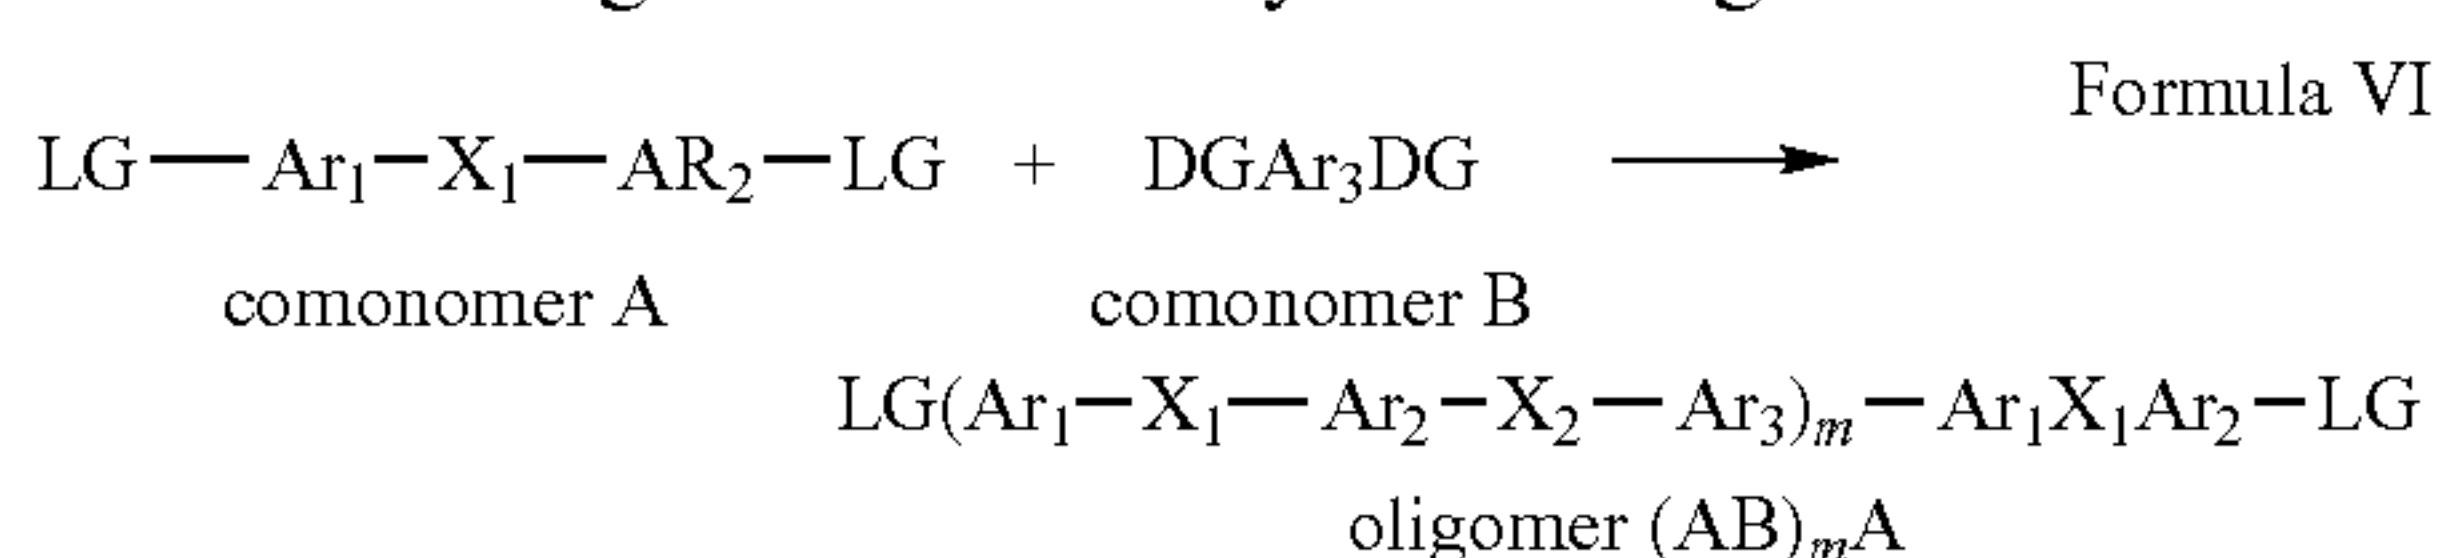 Formula VI
LG—Ar₁—X₁—AR₂—LG + DGAr₃DG ⟶
comonomer A comonomer B
LG(Ar₁—X₁—Ar₂—X₂—Ar₃)ₘ—Ar₁X₁Ar₂—LG
oligomer (AB)ₘA